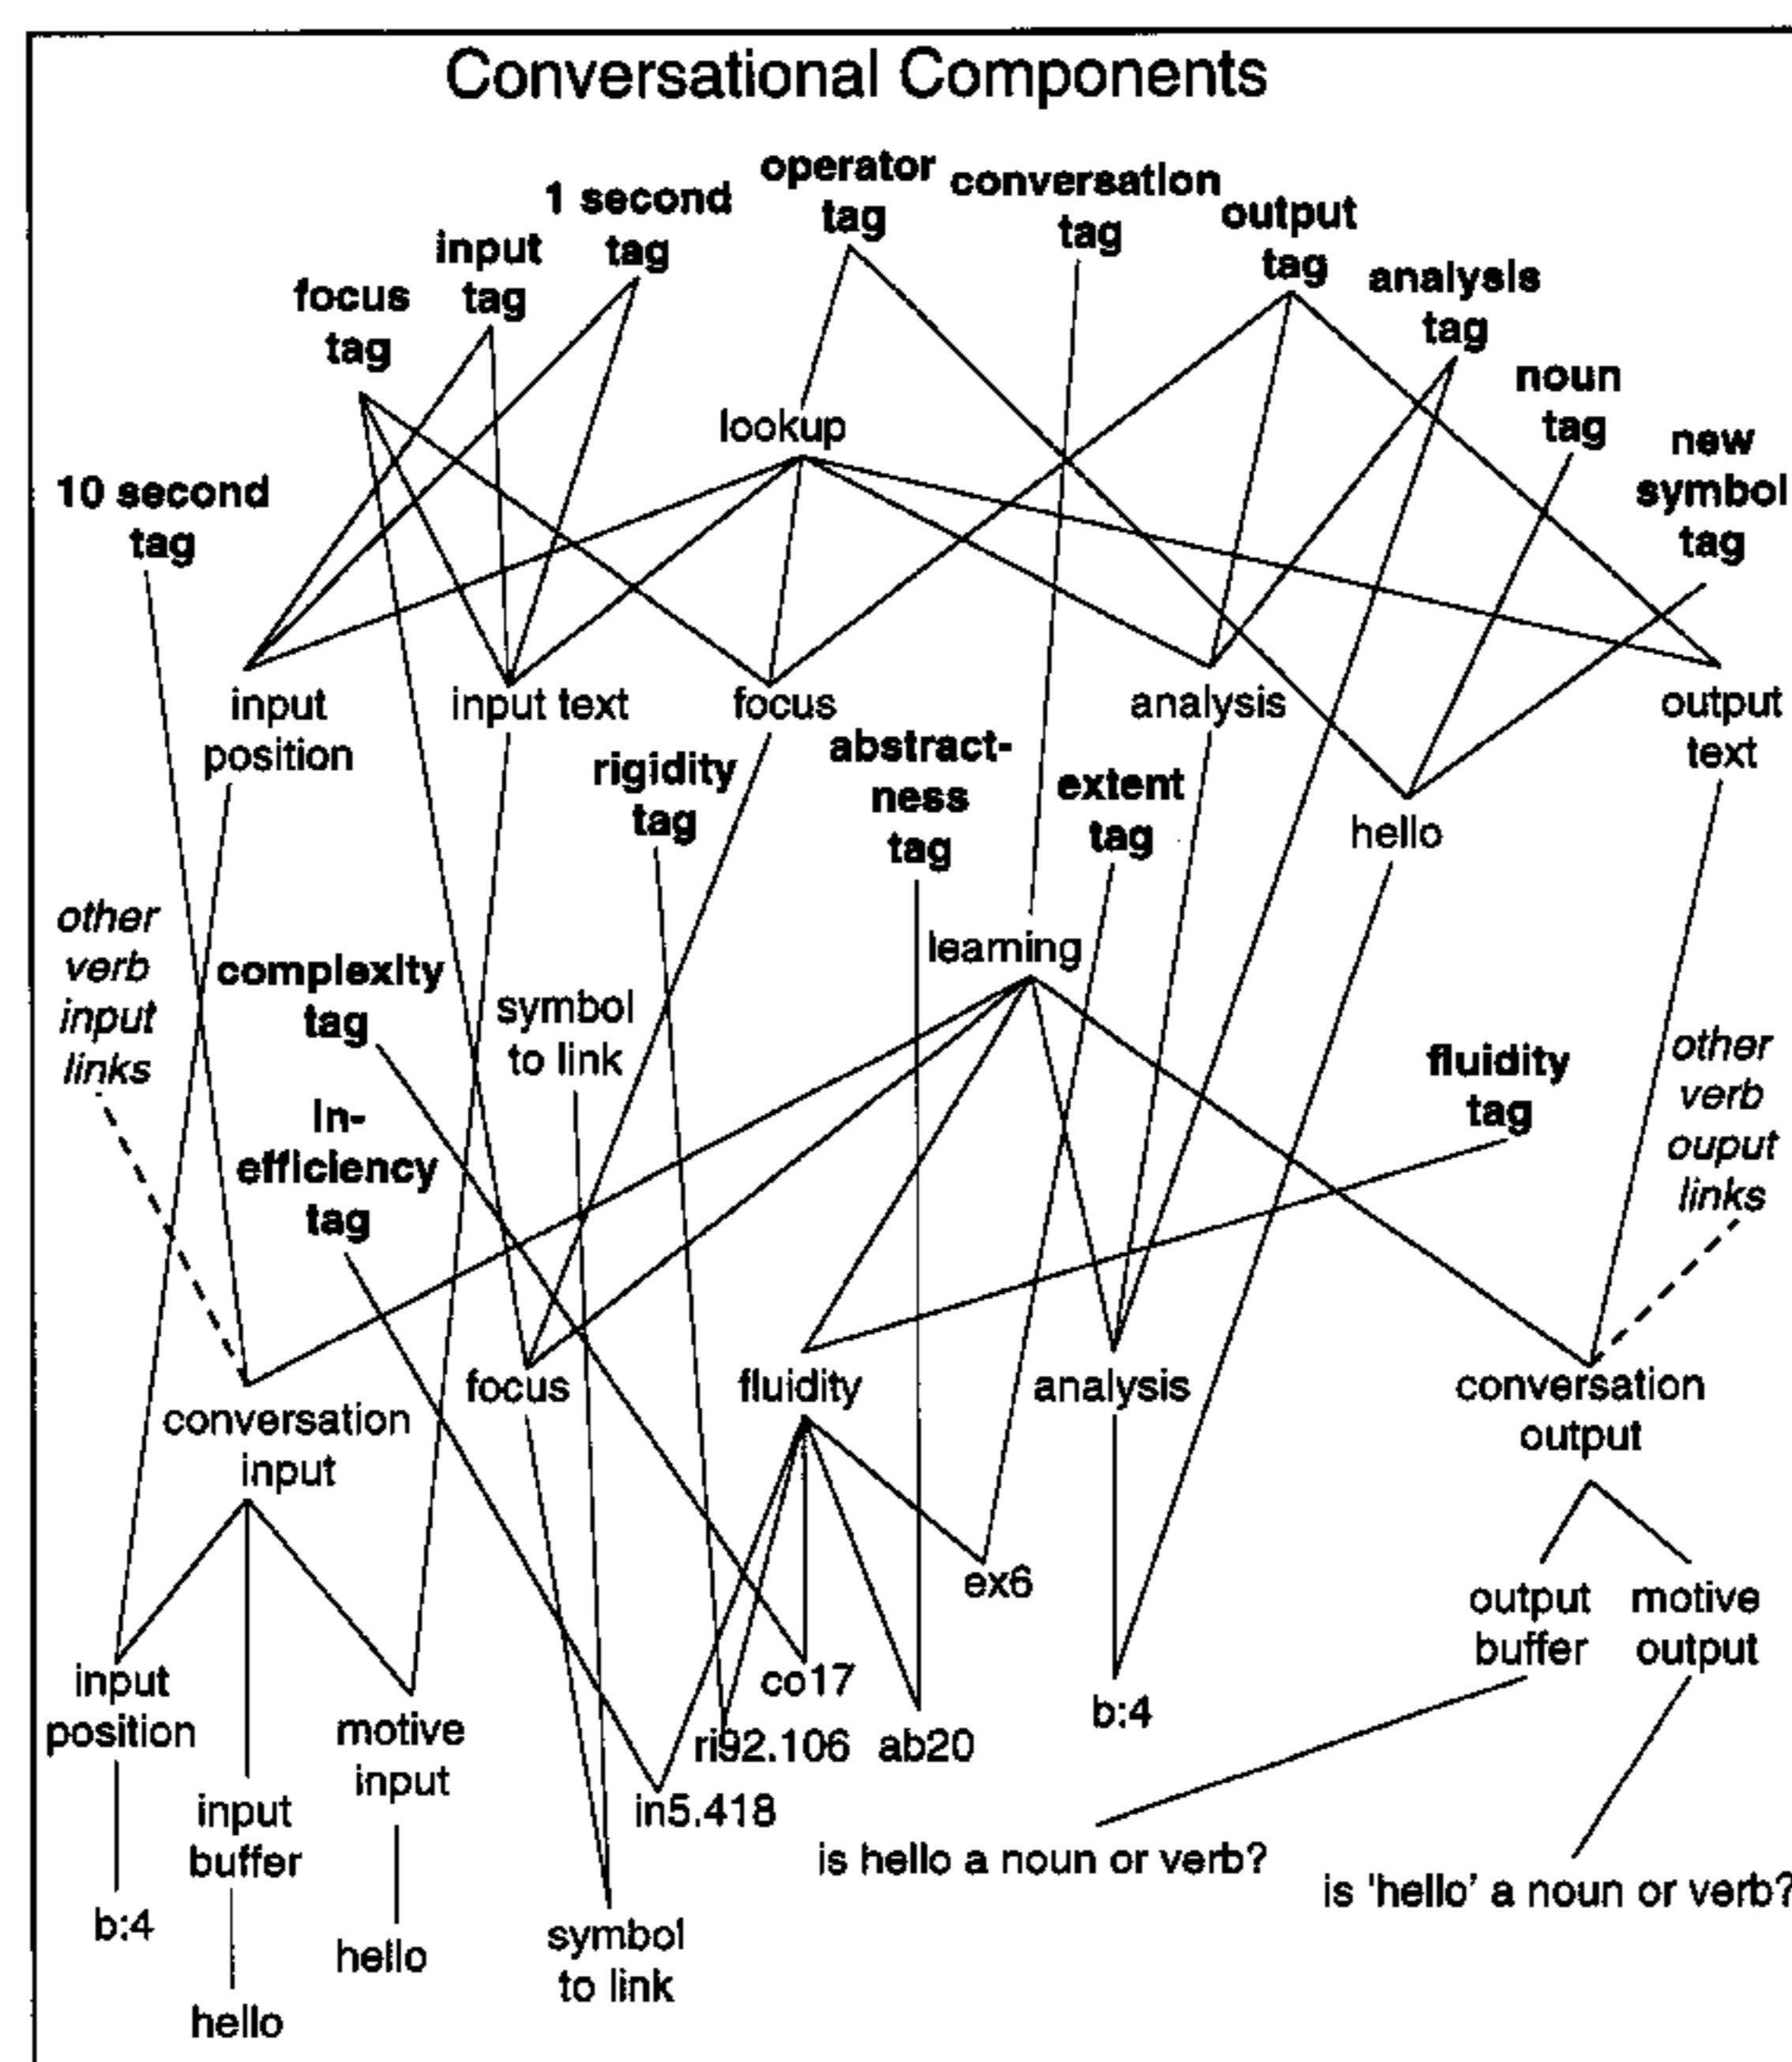 Conversational Components
operator
tag
conversation
tag
1 second
tag
output
tag
input
tag
analysis
tag
focus
tag
noun
tag
lookup
new
symbol
tag
10 second
tag
input
position
input text
focus
analysis
output
text
rigidity
tag
abstract-
ness
tag
extent
tag
hello
other
verb
input
links
complexity
tag
learning
symbol
to link
fluidity
tag
other
verb
ouput
links
In-
efficiency
tag
conversation
input
focus
fluidity
analysis
conversation
output
ex6
output
buffer
motive
output
input
position
co17
b:4
motive
input
ri92.106
ab20
input
buffer
in5.418
is hello a noun or verb?
is 'hello' a noun or verb?
b:4
hello
symbol
to link
hello